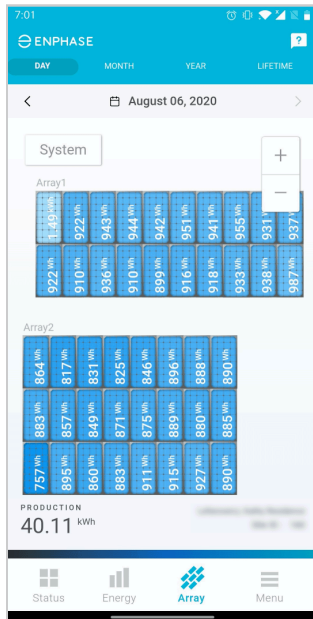 7:01
ENPHASE
?
DAY MONTH YEAR LIFETIME
August 06, 2020
System
+
−
Array1
1.49 kWh 922 Wh 943 Wh 944 Wh 942 Wh 951 Wh 941 Wh 955 Wh 931 937
922 Wh 910 Wh 936 Wh 910 Wh 899 Wh 916 Wh 918 Wh 933 Wh 938 Wh 987 Wh
Array2
864 Wh 817 Wh 831 Wh 825 Wh 846 Wh 896 Wh 888 Wh 890 Wh
883 Wh 857 Wh 849 Wh 871 Wh 875 Wh 889 Wh 880 Wh 885 Wh
757 Wh 895 Wh 860 Wh 883 Wh 911 Wh 915 Wh 927 Wh 890 Wh
PRODUCTION
40.11 kWh
Status Energy Array Menu